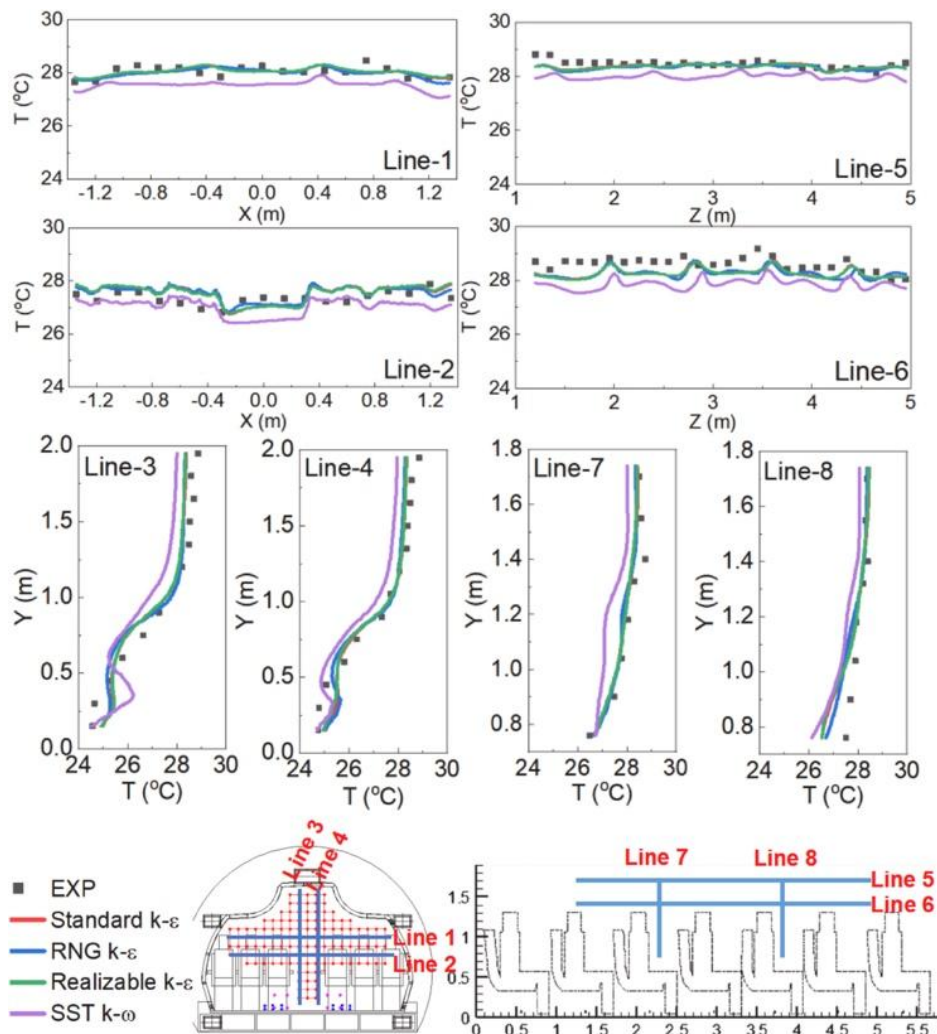 30
28
26
24
T (°C)
Line-1
-1.2 -0.8 -0.4 0.0 0.4 0.8 1.2
X (m)
30
28
26
24
T (°C)
Line-5
1 2 3 4 5
Z (m)
30
28
26
24
T (°C)
Line-2
-1.2 -0.8 -0.4 0.0 0.4 0.8 1.2
X (m)
30
28
26
24
T (°C)
Line-6
1 2 3 4 5
Z (m)
2.0
1.5
1.0
0.5
0.0
Y (m)
Line-3
24 26 28 30
T (°C)
2.0
1.5
1.0
0.5
0.0
Y (m)
Line-4
24 26 28 30
T (°C)
1.8
1.6
1.4
1.2
1.0
0.8
Y (m)
Line-7
24 26 28 30
T (°C)
1.8
1.6
1.4
1.2
1.0
0.8
Y (m)
Line-8
24 26 28 30
T (°C)
EXP
Standard k-ε
RNG k-ε
Realizable k-ε
SST k-ω
Line 3
Line 4
Line 1
Line 2
Line 7
Line 8
Line 5
Line 6
1.5
1
0.5
0
0 0.5 1 1.5 2 2.5 3 3.5 4 4.5 5 5.5